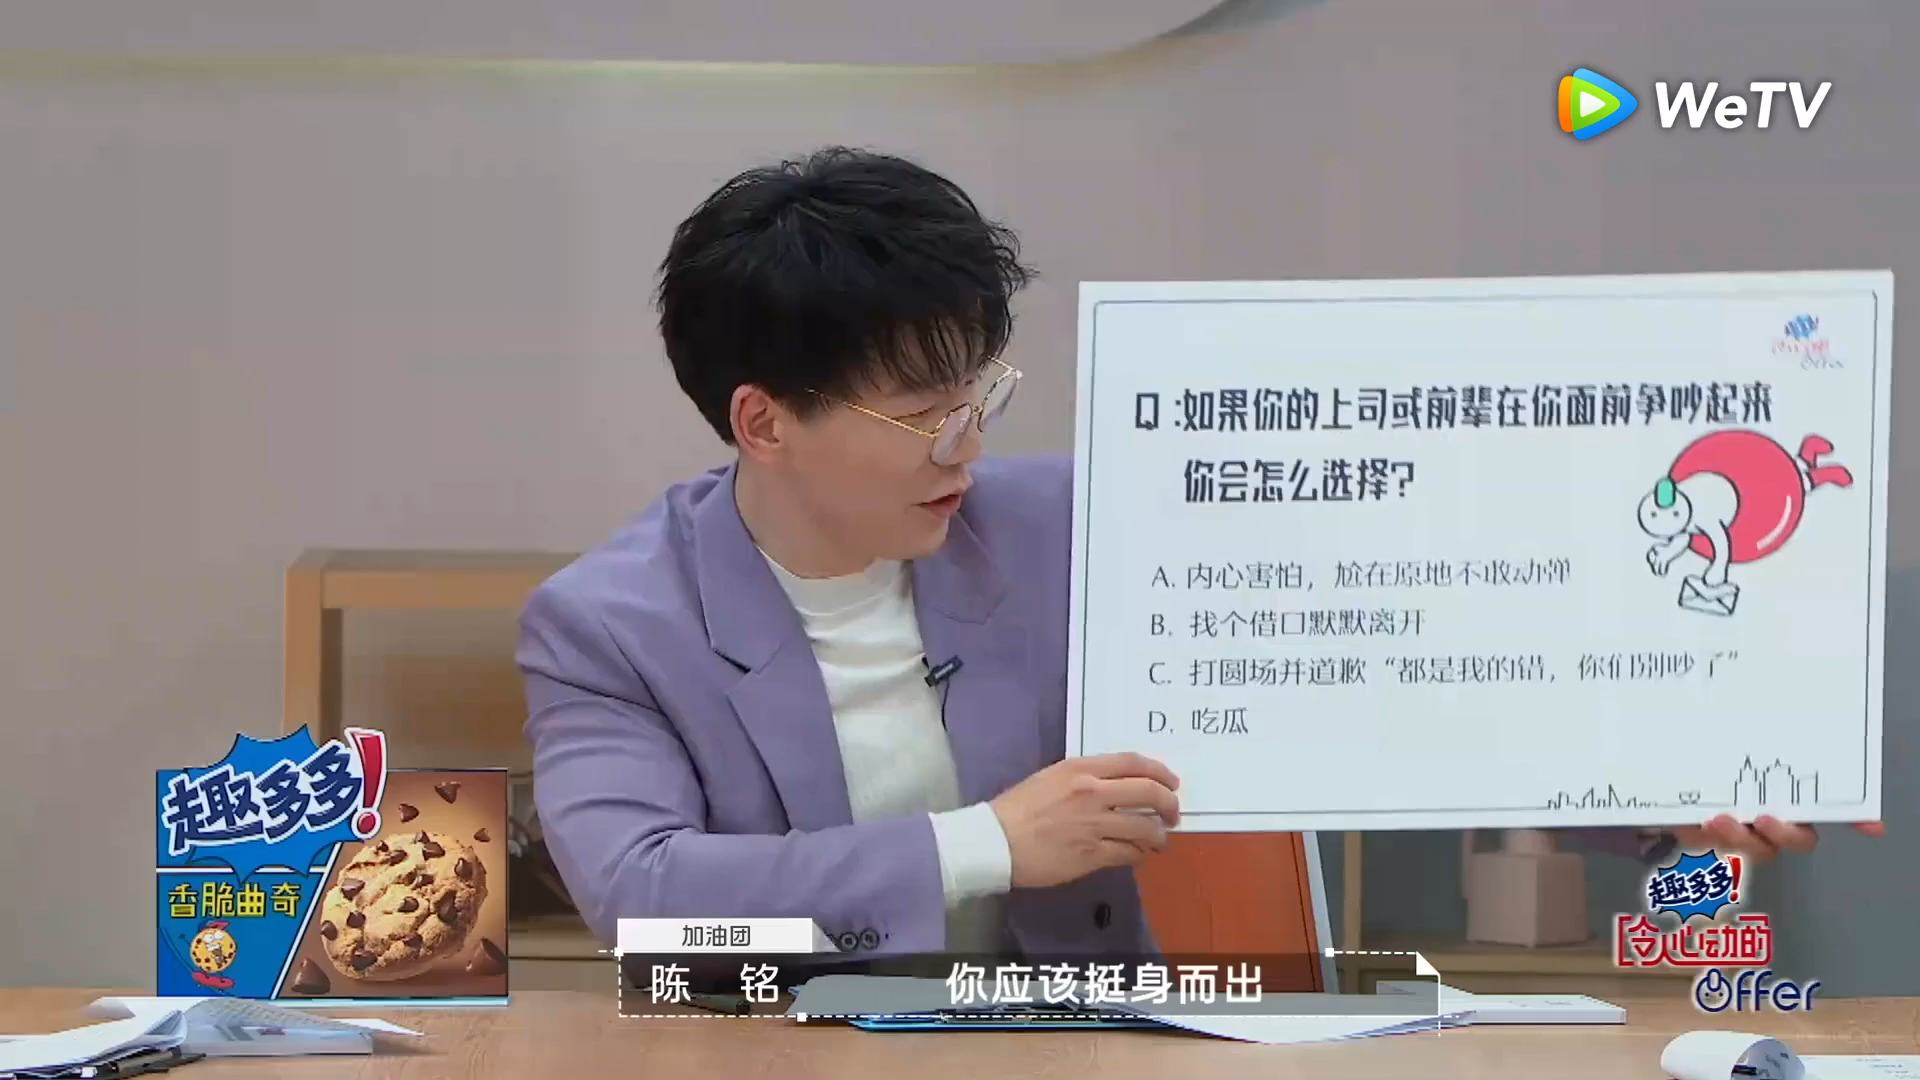 WeTV
Q:如果你的上司或前辈在你面前争吵起来
你会怎么选择?
A. 内心害怕，尬在原地不敢动弹
B. 找个借口默默离开
C. 打圆场并道歉“都是我的错，你们别吵了”
D. 吃瓜
趣多多!
香脆曲奇
加油团
陈 铭 你应该挺身而出
趣多多!
令人心动的
offer